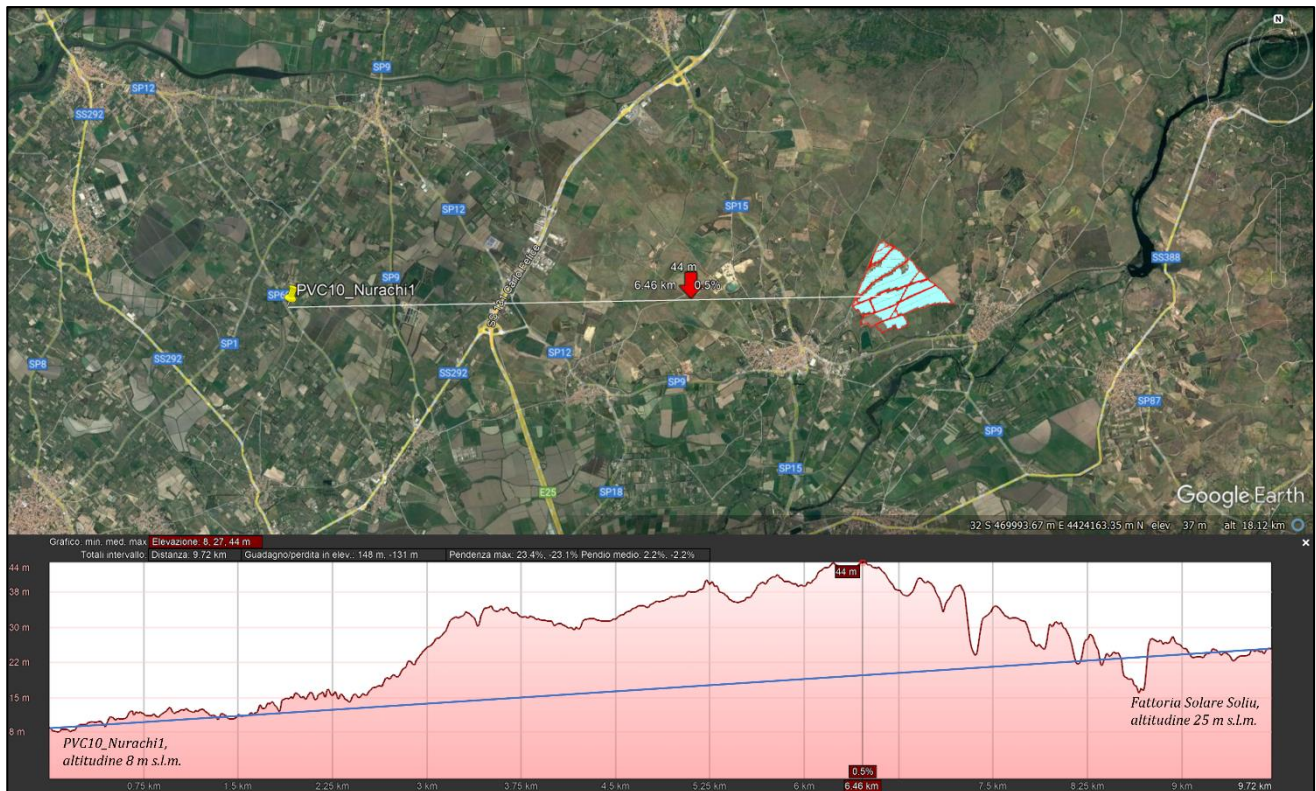 N
SP9
SP12
SS292
SP12
SP15
SS388
SS131 Carlo Felice
44 m
6.46 km 0.5%
SP9
SP66
PVC10_Nurachi1
SP1
SP12
SS292
SP8
SS292
SP9
SP87
SP9
SP15
E25
SP18
Google Earth
32 S 469993.67 m E 4424163.35 m N elev 37 m alt 18.12 km
Grafico: min, med, max Elevazione: 8, 27, 44 m
Totali intervallo: Distanza: 9.72 km Guadagno/perdita in elev.: 148 m, -131 m Pendenza max: 23.4%, -23.1% Pendio medio: 2.2%, -2.2%
44 m
44 m
38 m
30 m
22 m
15 m
8 m
Fattoria Solare Soliu,
altitudine 25 m s.l.m.
PVC10_Nurachi1,
altitudine 8 m s.l.m.
0.5%
0.75 km 1.5 km 2.25 km 3 km 3.75 km 4.5 km 5.25 km 6 km 6.46 km 7.5 km 8.25 km 9 km 9.72 km